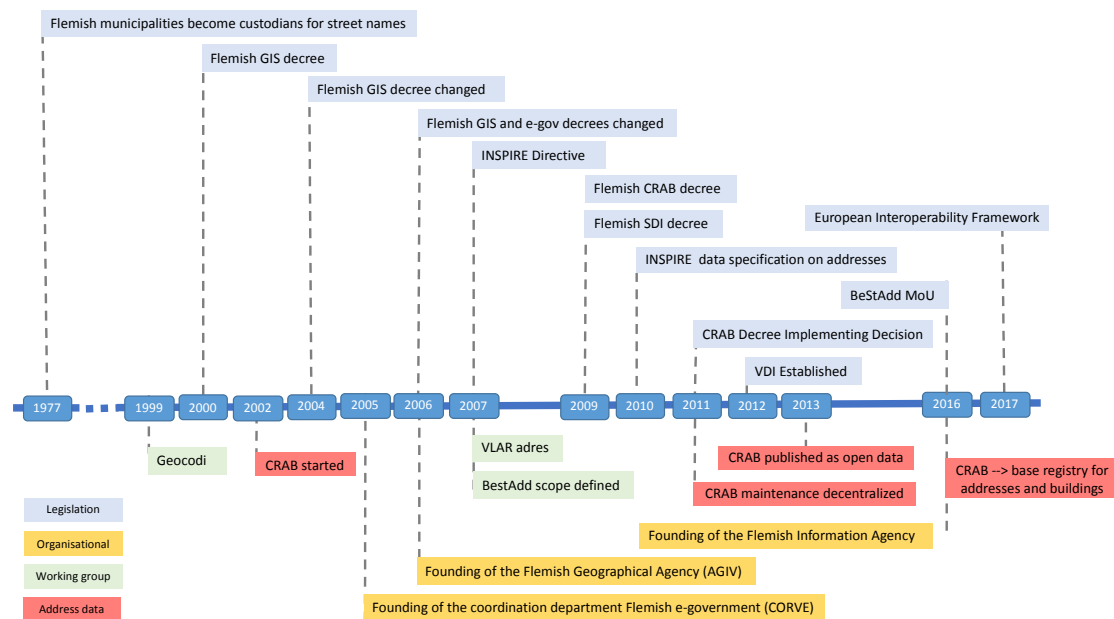 Flemish municipalities become custodians for street names
Flemish GIS decree
Flemish GIS decree changed
Flemish GIS and e-gov decrees changed
INSPIRE Directive
Flemish CRAB decree
Flemish SDI decree
European Interoperability Framework
INSPIRE  data specification on addresses
BeStAdd MoU
CRAB Decree Implementing Decision
VDI Established
1977
1999
2000
2002
2004
2005
2006
2007
2009
2010
2011
2012
2013
2016
2017
Geocodi
CRAB started
VLAR adres
BestAdd scope defined
CRAB published as open data
CRAB maintenance decentralized
CRAB --> base registry for
addresses and buildings
Founding of the Flemish Information Agency
Founding of the Flemish Geographical Agency (AGIV)
Founding of the coordination department Flemish e-government (CORVE)
Legislation
Organisational
Working group
Address data